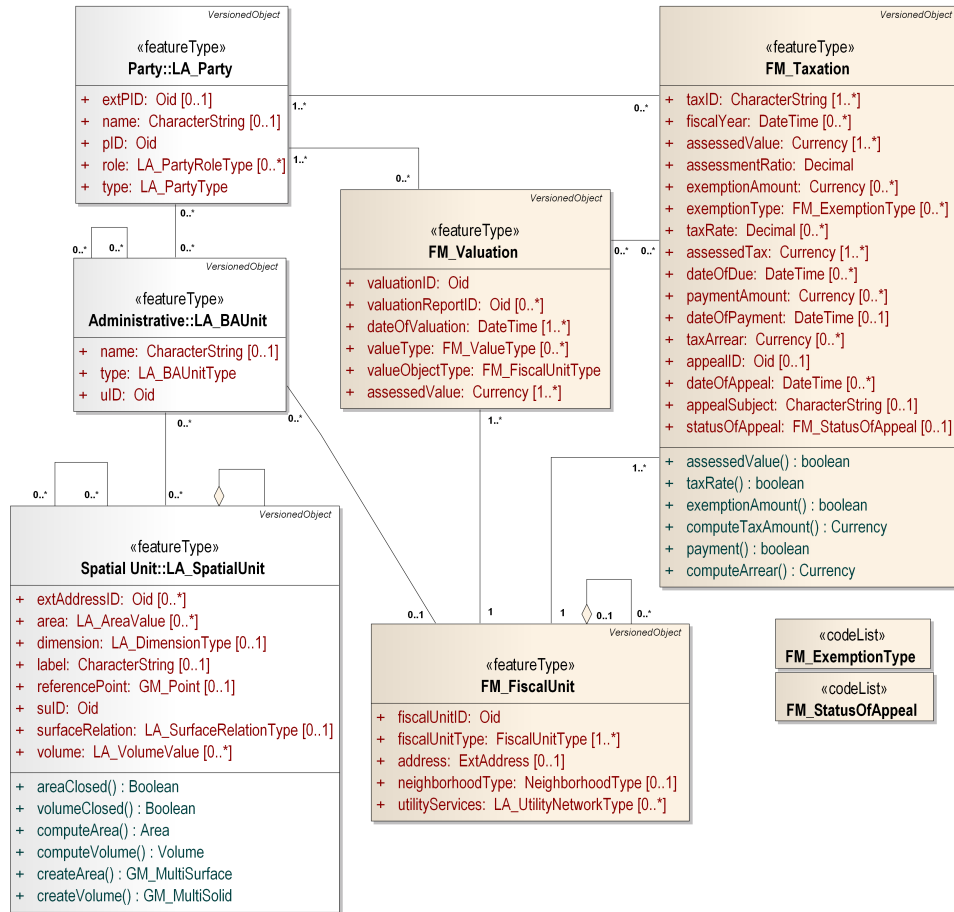 VersionedObject
«featureType»
Party::LA_Party
+ extPID: Oid [0..1]
+ name: CharacterString [0..1]
+ pID: Oid
+ role: LA_PartyRoleType [0..*]
+ type: LA_PartyType
1..*
0..*
1..*
0..*
0..*
0..*
VersionedObject
«featureType»
FM_Taxation
+ taxID: CharacterString [1..*]
+ fiscalYear: DateTime [0..*]
+ assessedValue: Currency [1..*]
+ assessmentRatio: Decimal
+ exemptionAmount: Currency [0..*]
+ exemptionType: FM_ExemptionType [0..*]
+ taxRate: Decimal [0..*]
+ assessedTax: Currency [1..*]
+ dateOfDue: DateTime [0..*]
+ paymentAmount: Currency [0..*]
+ dateOfPayment: DateTime [0..1]
+ taxArrear: Currency [0..*]
+ appealID: Oid [0..1]
+ dateOfAppeal: DateTime [0..*]
+ appealSubject: CharacterString [0..1]
+ statusOfAppeal: FM_StatusOfAppeal [0..1]
+ assessedValue() : boolean
+ taxRate() : boolean
+ exemptionAmount() : boolean
+ computeTaxAmount() : Currency
+ payment() : boolean
+ computeArrear() : Currency
VersionedObject
«featureType»
FM_Valuation
+ valuationID: Oid
+ valuationReportID: Oid [0..*]
+ dateOfValuation: DateTime [1..*]
+ valueType: FM_ValueType [0..*]
+ valueObjectType: FM_FiscalUnitType
+ assessedValue: Currency [1..*]
0..*
0..*
1..*
1
1..*
1
0..*
0..*
VersionedObject
«featureType»
Administrative::LA_BAUnit
+ name: CharacterString [0..1]
+ type: LA_BAUnitType
+ uID: Oid
0..*
0..1
0..*
0..*
0..*
0..*
VersionedObject
«featureType»
Spatial Unit::LA_SpatialUnit
+ extAddressID: Oid [0..*]
+ area: LA_AreaValue [0..*]
+ dimension: LA_DimensionType [0..1]
+ label: CharacterString [0..1]
+ referencePoint: GM_Point [0..1]
+ suID: Oid
+ surfaceRelation: LA_SurfaceRelationType [0..1]
+ volume: LA_VolumeValue [0..*]
+ areaClosed() : Boolean
+ volumeClosed() : Boolean
+ computeArea() : Area
+ computeVolume() : Volume
+ createArea() : GM_MultiSurface
+ createVolume() : GM_MultiSolid
0..1
0..*
VersionedObject
«featureType»
FM_FiscalUnit
+ fiscalUnitID: Oid
+ fiscalUnitType: FiscalUnitType [1..*]
+ address: ExtAddress [0..1]
+ neighborhoodType: NeighborhoodType [0..1]
+ utilityServices: LA_UtilityNetworkType [0..*]
«codeList»
FM_ExemptionType
«codeList»
FM_StatusOfAppeal